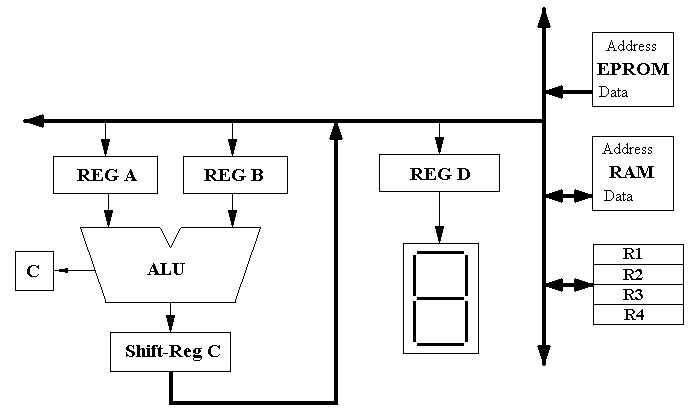 Address
EPROM
Data
REG A
REG B
REG D
Address
RAM
Data
ALU
C
R1
R2
R3
R4
Shift-Reg C